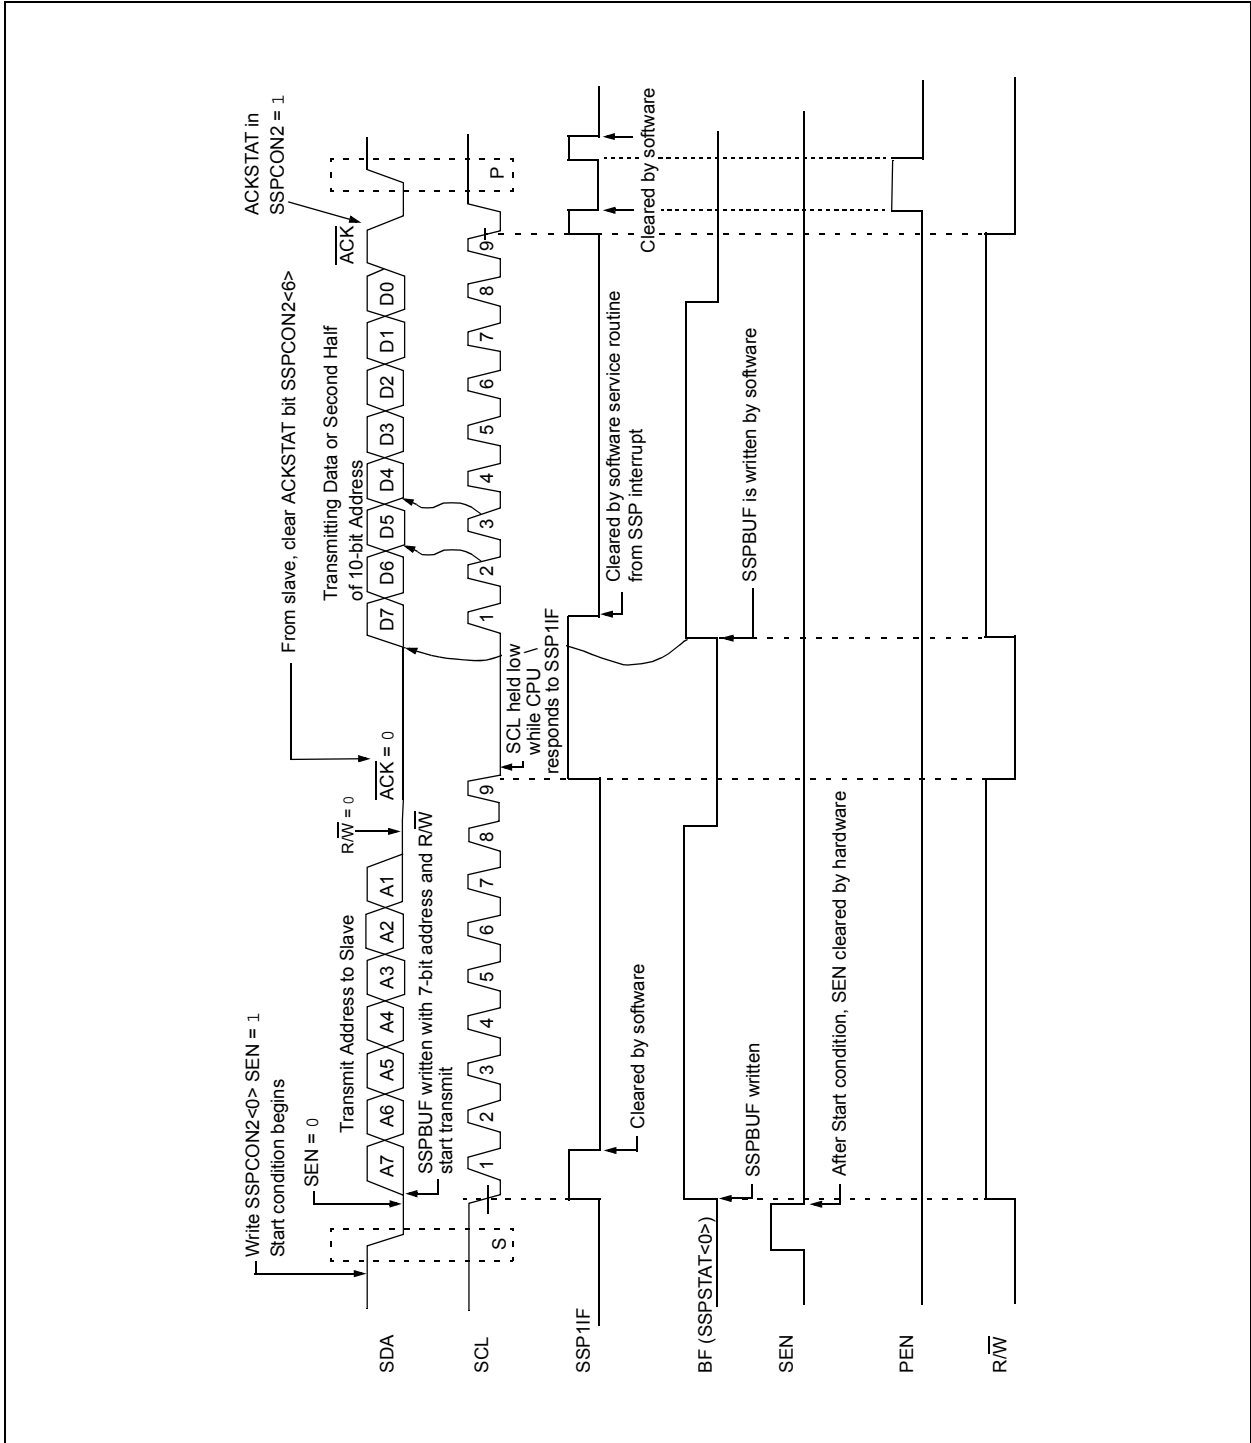 Write SSPCON2<0> SEN = 1
Start condition begins
SEN = 0
From slave, clear ACKSTAT bit SSPCON2<6>
ACKSTAT in
SSPCON2 = 1
Transmit Address to Slave
R/W = 0
ACK = 0
Transmitting Data or Second Half
of 10-bit Address
ACK
SDA
A7 A6 A5 A4 A3 A2 A1
D7 D6 D5 D4 D3 D2 D1 D0
SSPBUF written with 7-bit address and R/W
start transmit
SCL
S
1 2 3 4 5 6 7 8 9
1 2 3 4 5 6 7 8 9
P
SCL held low
while CPU
responds to SSP1IF
SSP1IF
Cleared by software
Cleared by software service routine
from SSP interrupt
Cleared by software
Cleared by software
BF (SSPSTAT<0>)
SSPBUF written
SSPBUF is written by software
SEN
After Start condition, SEN cleared by hardware
PEN
R/W